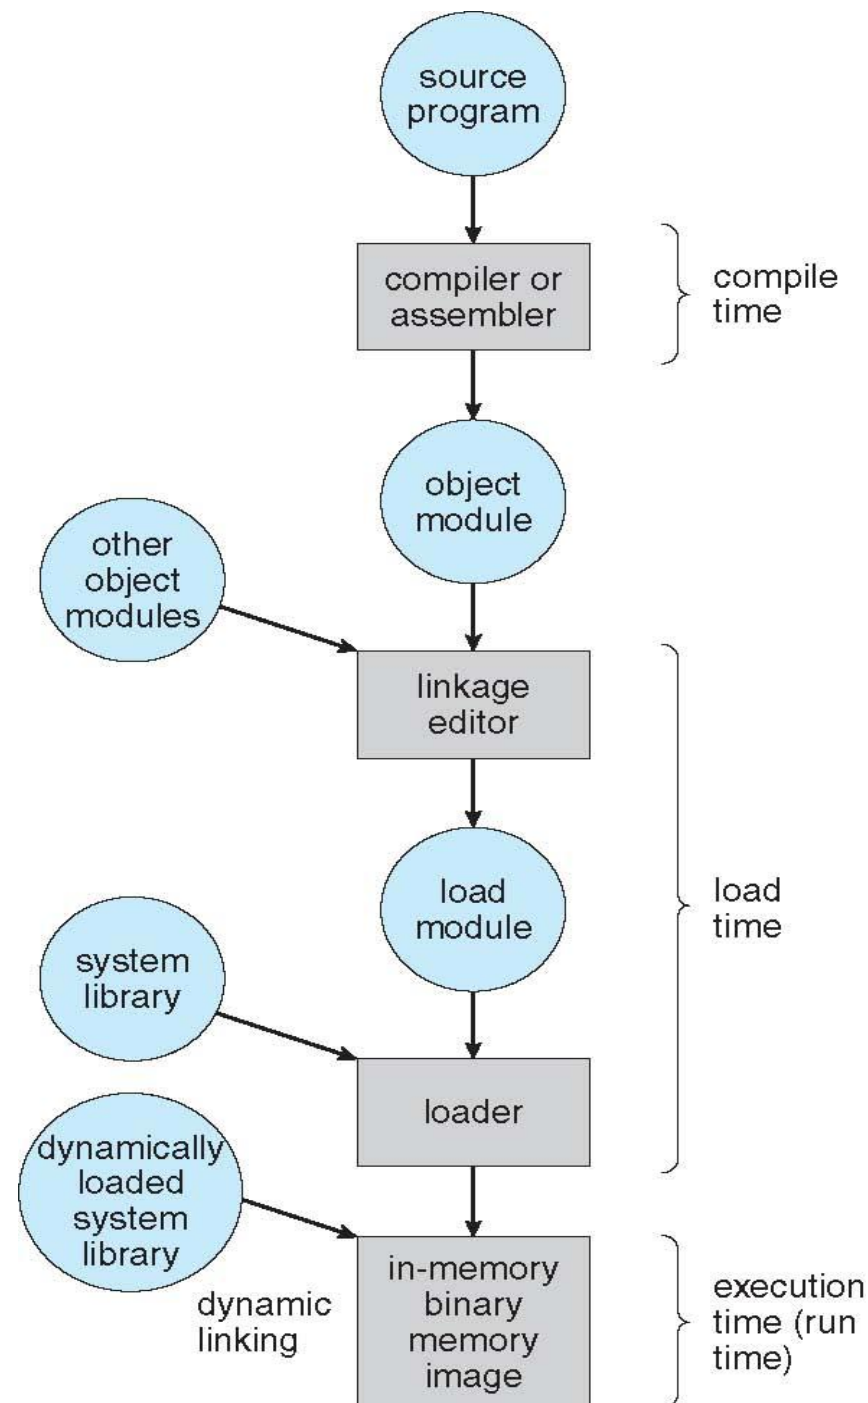 source
program
compiler or
assembler
compile
time
object
module
other
object
modules
linkage
editor
load
module
load
time
system
library
loader
dynamically
loaded
system
library
dynamic
linking
in-memory
binary
memory
image
execution
time (run
time)